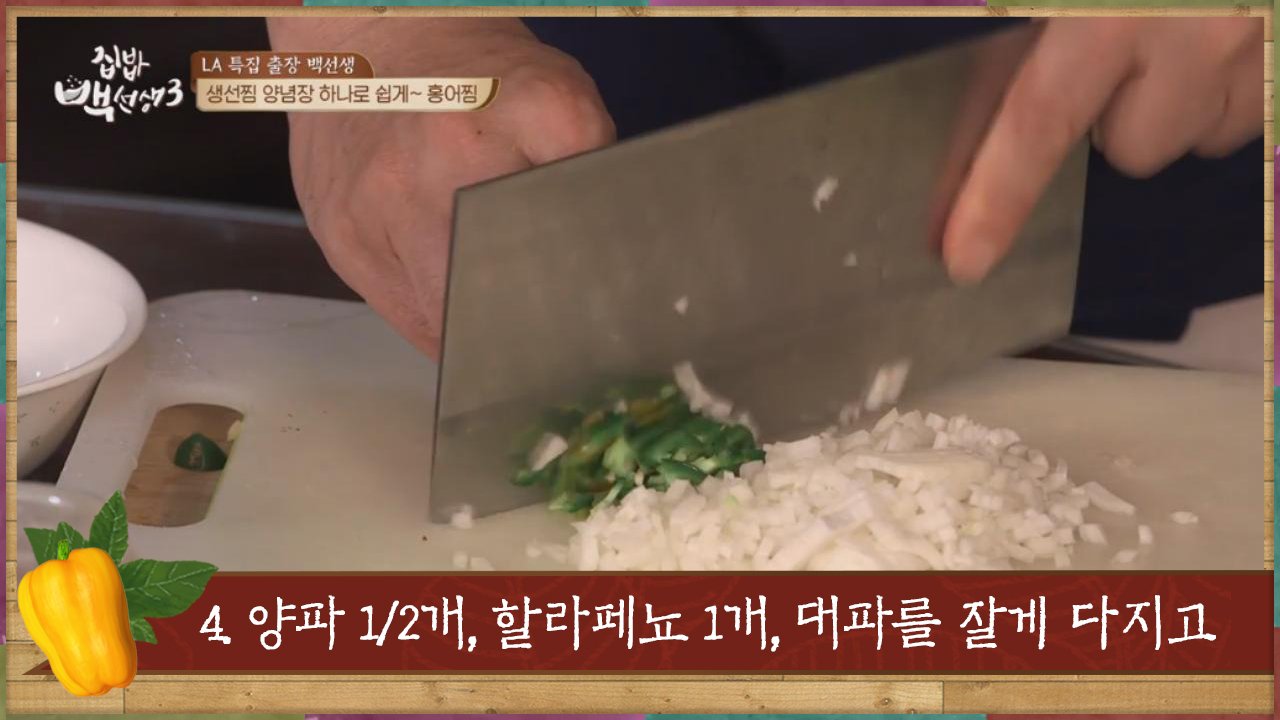 집밥
백선생3
LA 특집 출장 백선생
생선찜 양념장 하나로 쉽게~ 홍어찜
4. 양파 1/2개, 할라페뇨 1개, 대파를 잘게 다지고